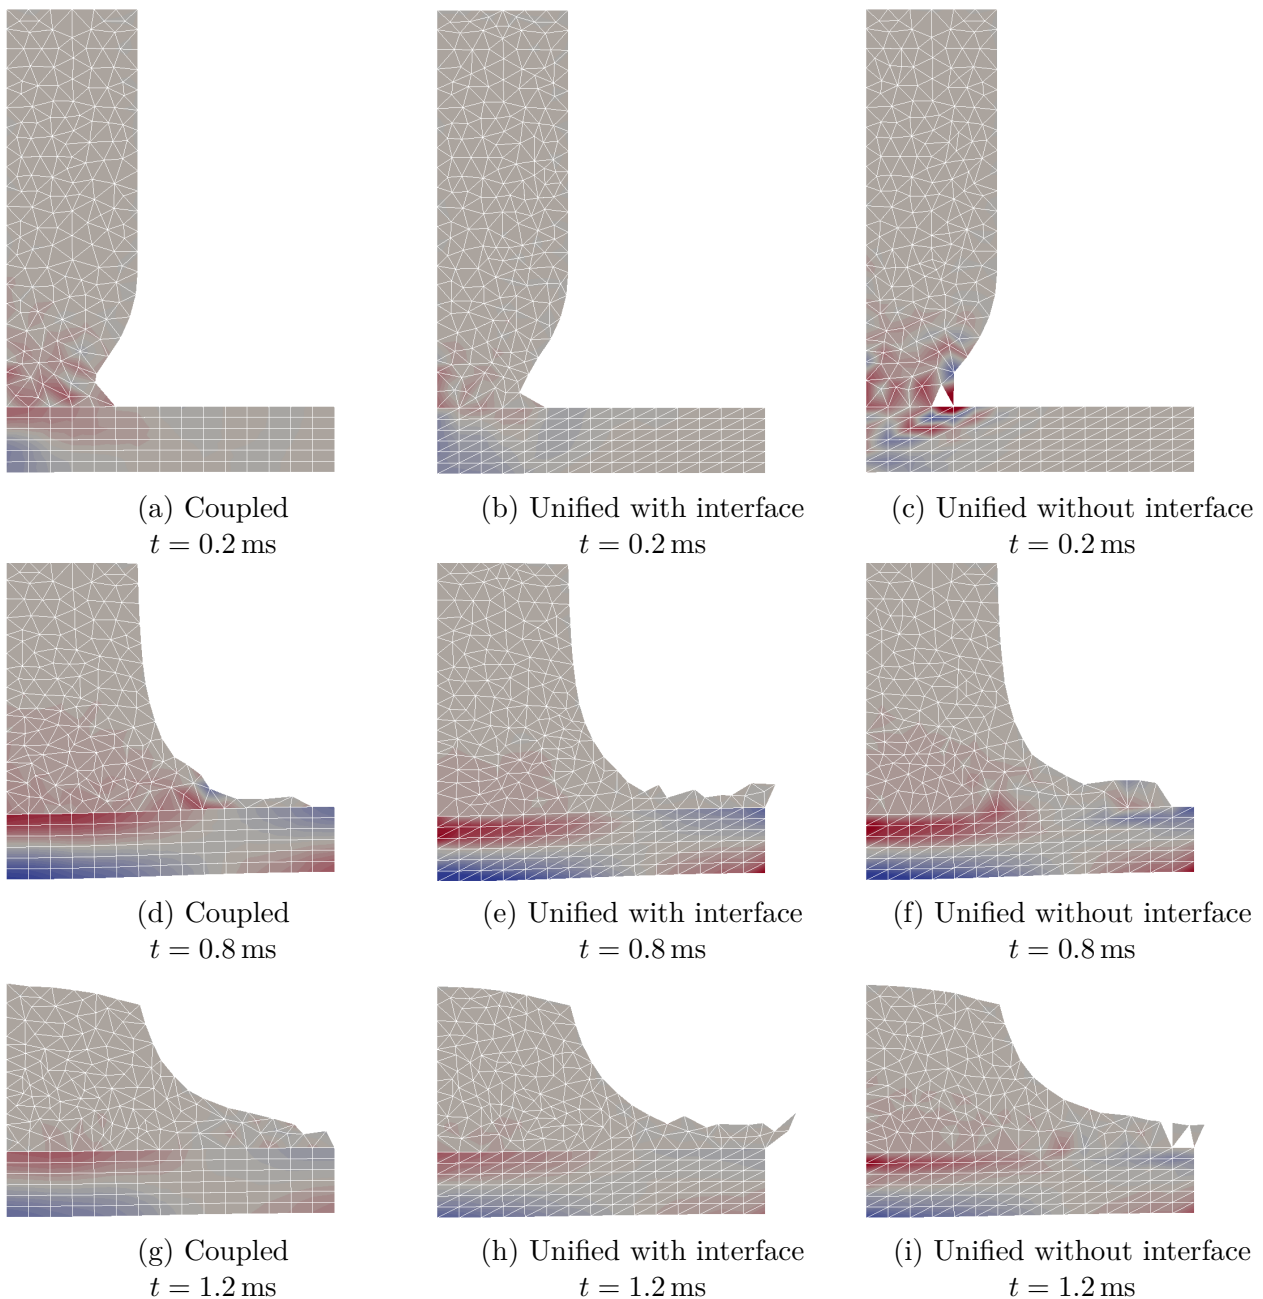 (a) Coupled
t = 0.2 ms
(b) Unified with interface
t = 0.2 ms
(c) Unified without interface
t = 0.2 ms
(d) Coupled
t = 0.8 ms
(e) Unified with interface
t = 0.8 ms
(f) Unified without interface
t = 0.8 ms
(g) Coupled
t = 1.2 ms
(h) Unified with interface
t = 1.2 ms
(i) Unified without interface
t = 1.2 ms